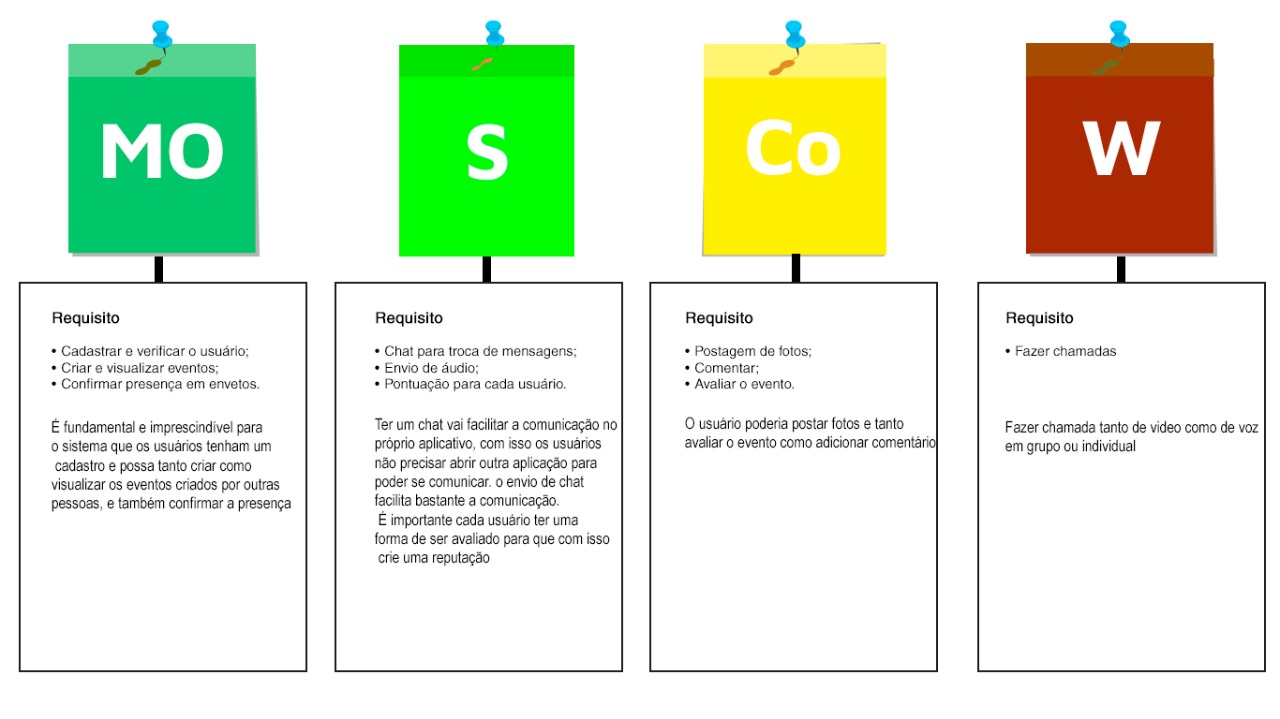 MO
S
Co
W
Requisito
• Cadastrar e verificar o usuário;
• Criar e visualizar eventos;
• Confirmar presença em envetos.
É fundamental e imprescindível para
o sistema que os usuários tenham um
cadastro e possa tanto criar como
visualizar os eventos criados por outras
pessoas, e também confirmar a presença
Requisito
• Chat para troca de mensagens;
• Envio de áudio;
• Pontuação para cada usuário.
Ter um chat vai facilitar a comunicação no
próprio aplicativo, com isso os usuários
não precisar abrir outra aplicação para
poder se comunicar. o envio de chat
facilita bastante a comunicação.
É importante cada usuário ter uma
forma de ser avaliado para que com isso
crie uma reputação
Requisito
• Postagem de fotos;
• Comentar;
• Avaliar o evento.
O usuário poderia postar fotos e tanto
avaliar o evento como adicionar comentário
Requisito
• Fazer chamadas
Fazer chamada tanto de video como de voz
em grupo ou individual